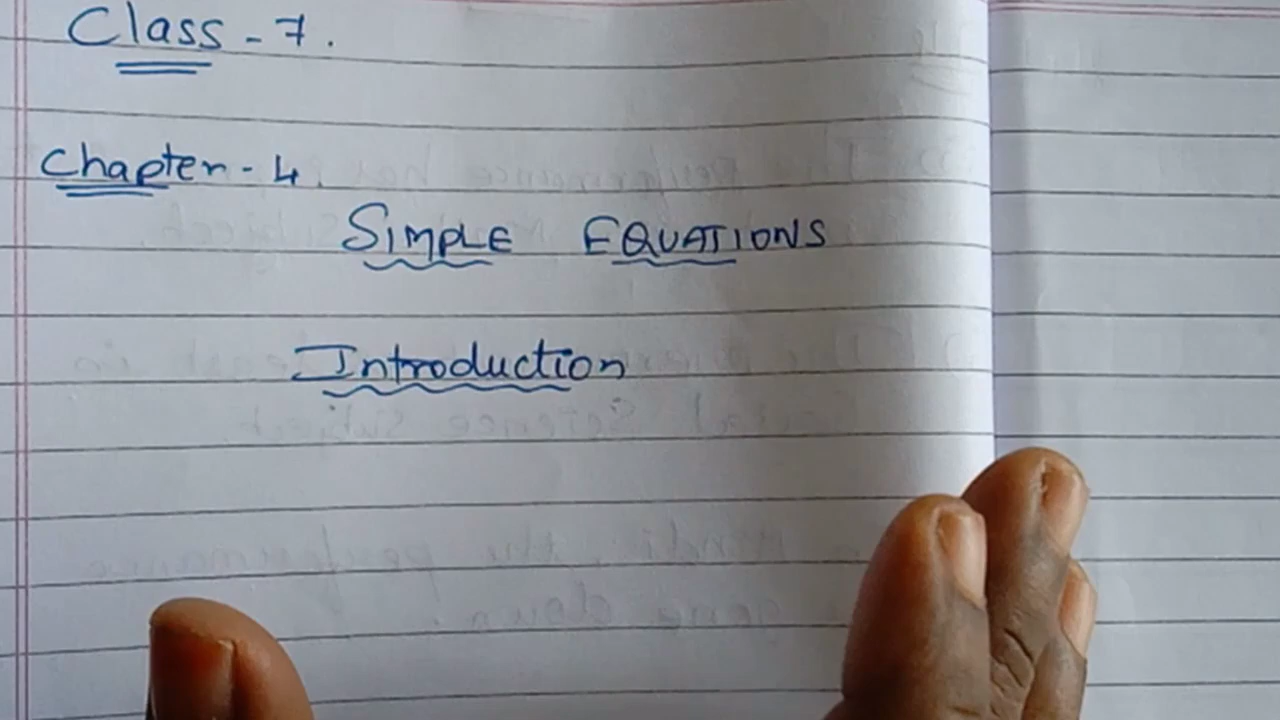 Class - 7.
Chapter - 4
SIMPLE EQUATIONS
Introduction